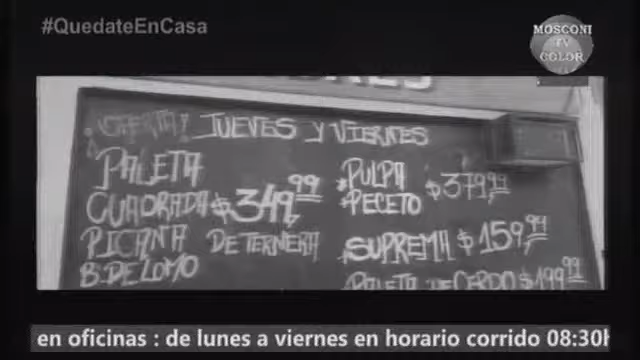 #QuedateEnCasa
MOSCONI
TV
COLOR
¡OFERTA! JUEVES Y VIERNES
PALETA
CUADRADA $349,99
PICANA DE TERNERA
B. DE LOMO
PULPA
PECETO $379,99
SUPREMA $159,99
PALETA DE CERDO $199,99
en oficinas : de lunes a viernes en horario corrido 08:30h